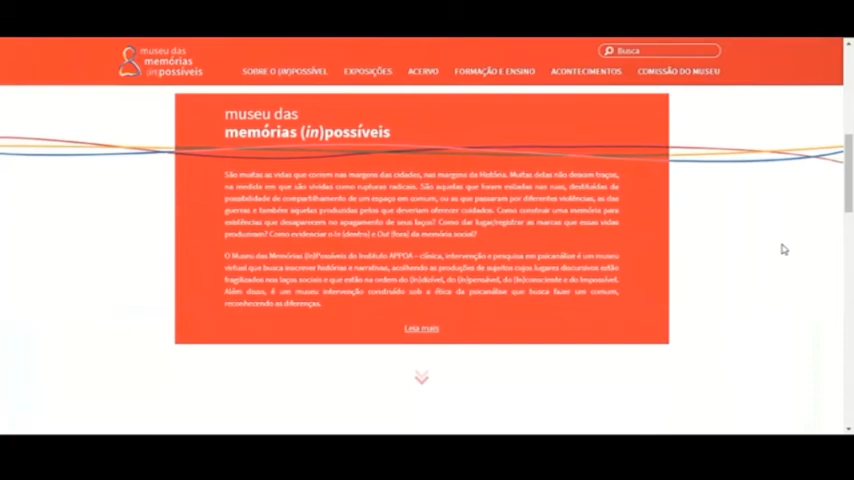 museu das
memórias
(in)possíveis
Busca
SOBRE O (IN)POSSÍVEL EXPOSIÇÕES ACERVO FORMAÇÃO E ENSINO ACONTECIMENTOS COMISSÃO DO MUSEU
museu das
memórias (in)possíveis
São muitas as vidas que correm nas margens das cidades, nas margens da História. Muitas delas não deixam traços,
na medida em que são vividas como rupturas radicais. São aquelas que foram exiladas nas ruas, destituídas da
possibilidade de compartilhamento de um espaço em comum, ou as que passaram por diferentes violências, as das
guerras e também aquelas produzidas pelos que deveriam oferecer cuidados. Como construir uma memória para
existências que desaparecem no apagamento de seus laços? Como dar lugar/registrar as marcas que essas vidas
produziram? Como evidenciar o In (dentro) e Out (fora) da memória social?
O Museu das Memórias (In)Possíveis do Instituto APPOA – clínica, intervenção e pesquisa em psicanálise é um museu
virtual que busca inscrever histórias e narrativas, acolhendo as produções de sujeitos cujos lugares discursivos estão
fragilizados nos laços sociais e que estão na ordem do (In)dizível, do (In)pensável, do (In)consciente e do Impossível.
Além disso, é um museu intervenção construído sob a ética da psicanálise que busca fazer um comum,
reconhecendo as diferenças.
Leia mais